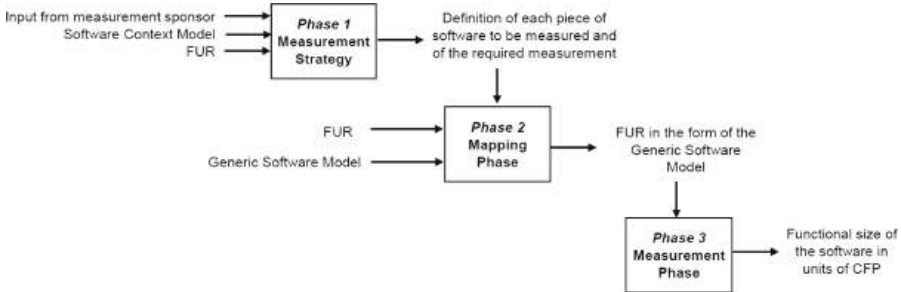 Input from measurement sponsor
Software Context Model
FUR
Phase 1
Measurement
Strategy
Definition of each piece of
software to be measured and
of the required measurement
FUR
Generic Software Model
Phase 2
Mapping
Phase
FUR in the form of the
Generic Software
Model
Phase 3
Measurement
Phase
Functional size of
the software in
units of CFP